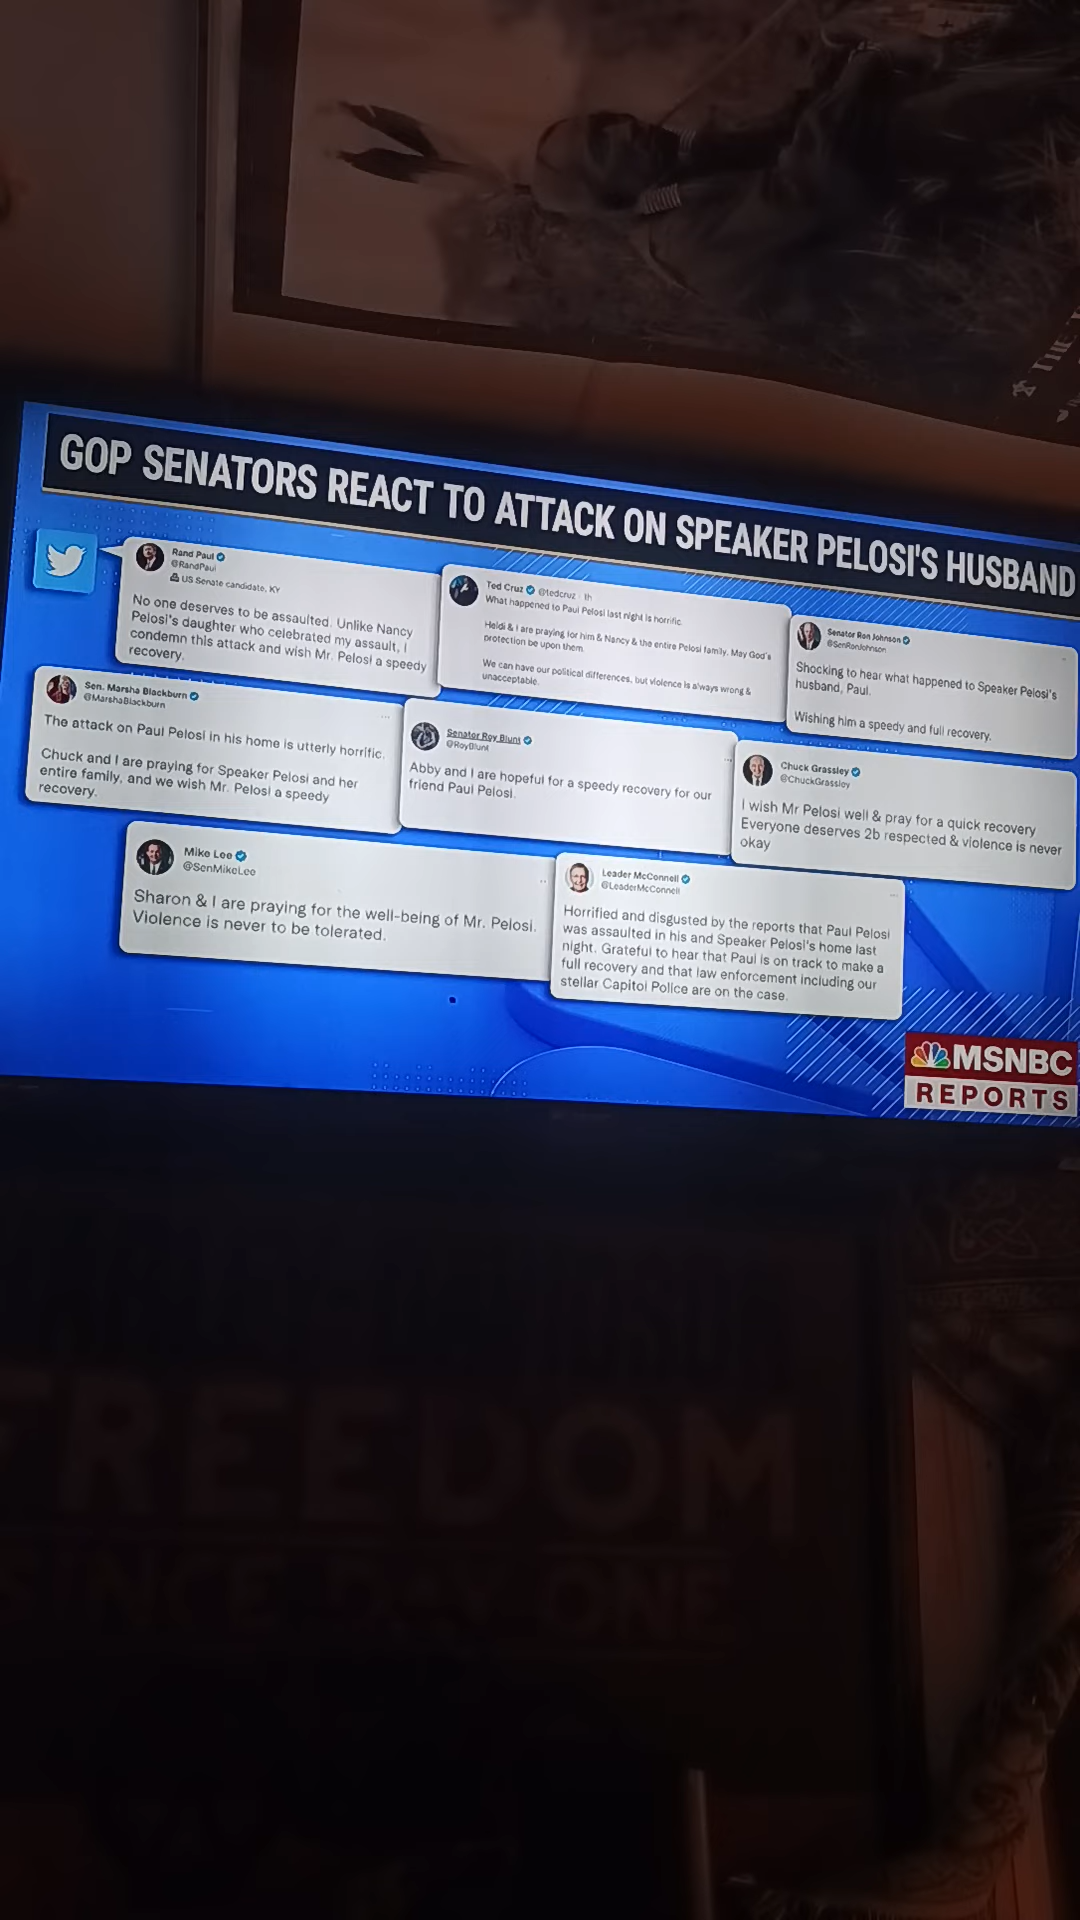 & THE
GOP SENATORS REACT TO ATTACK ON SPEAKER PELOSI'S HUSBAND
Rand Paul
@RandPaul
US Senate candidate, KY
No one deserves to be assaulted. Unlike Nancy
Pelosi's daughter who celebrated my assault, I
condemn this attack and wish Mr. Pelosi a speedy
recovery.
Ted Cruz @tedcruz · 1h
What happened to Paul Pelosi last night is horrific.
Heidi & I are praying for him & Nancy & the entire Pelosi family. May God's
protection be upon them.
We can have our political differences, but violence is always wrong &
unacceptable.
Senator Ron Johnson
@SenRonJohnson
Shocking to hear what happened to Speaker Pelosi's
husband, Paul.
Wishing him a speedy and full recovery.
Sen. Marsha Blackburn
@MarshaBlackburn
The attack on Paul Pelosi in his home is utterly horrific.
Chuck and I are praying for Speaker Pelosi and her
entire family, and we wish Mr. Pelosi a speedy
recovery.
Senator Roy Blunt
@RoyBlunt
Abby and I are hopeful for a speedy recovery for our
friend Paul Pelosi.
Chuck Grassley
@ChuckGrassley
I wish Mr Pelosi well & pray for a quick recovery
Everyone deserves 2b respected & violence is never
okay
Mike Lee
@SenMikeLee
Sharon & I are praying for the well-being of Mr. Pelosi.
Violence is never to be tolerated.
Leader McConnell
@LeaderMcConnell
Horrified and disgusted by the reports that Paul Pelosi
was assaulted in his and Speaker Pelosi's home last
night. Grateful to hear that Paul is on track to make a
full recovery and that law enforcement including our
stellar Capitol Police are on the case.
MSNBC
REPORTS
FREEDOM
SINCE DAY ONE